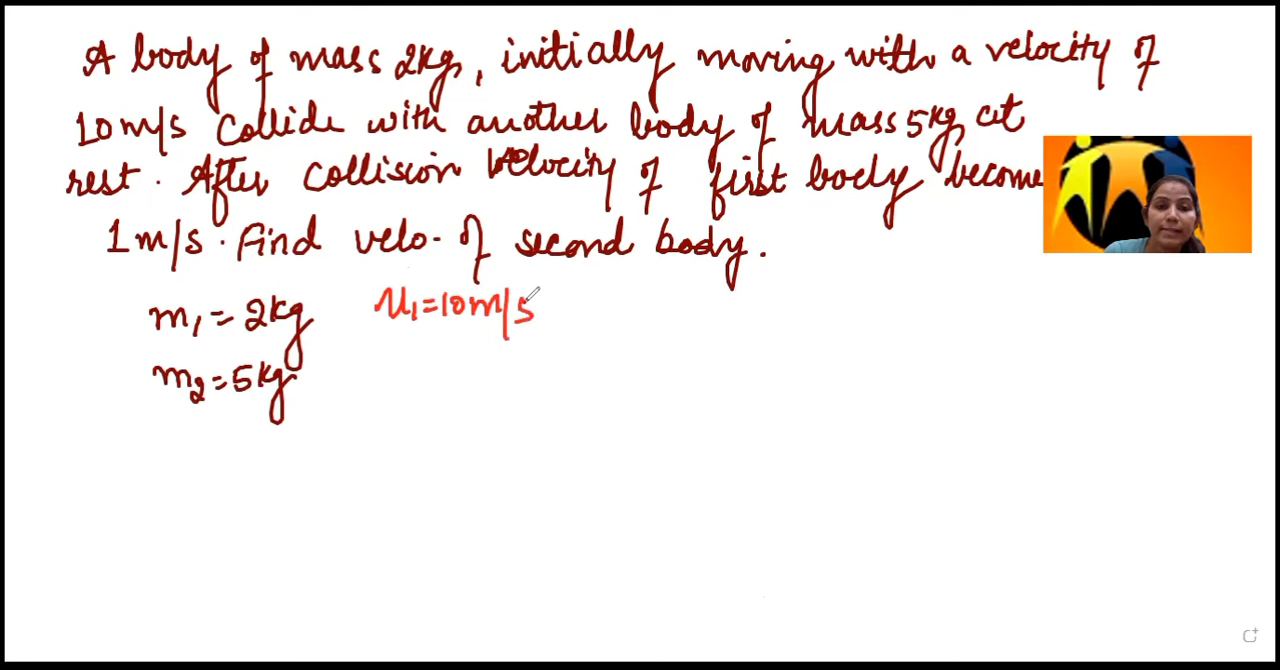 A body of mass 2kg, initially moving with a velocity of
10m/s collide with another body of mass 5kg at
rest. After collision velocity of first body become
1m/s. Find velo. of second body.
m₁ = 2kg u₁ = 10m/s
m₂ = 5kg